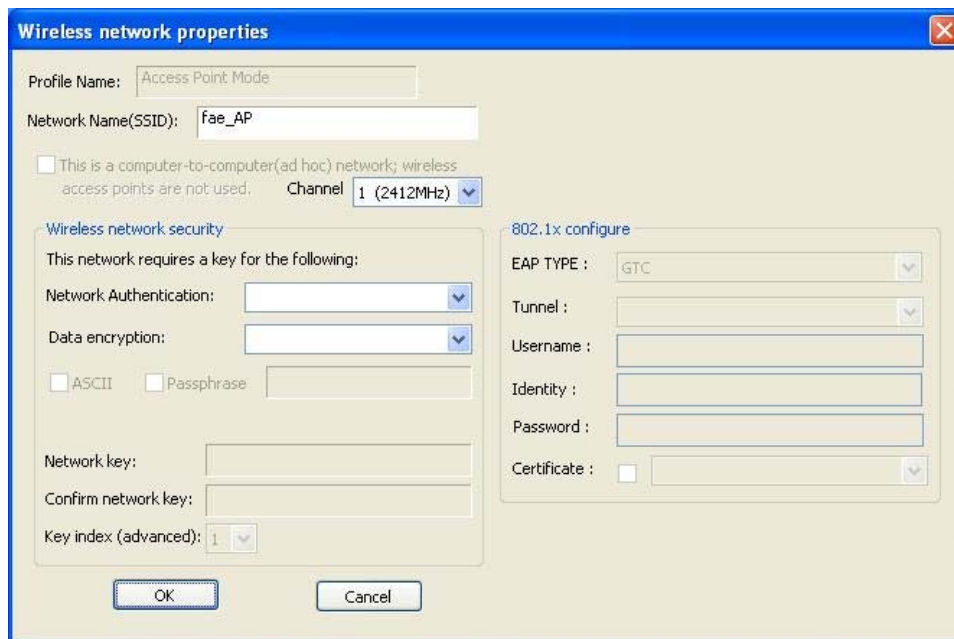 Wireless network properties
Profile Name: Access Point Mode
Network Name(SSID): fae_AP
This is a computer-to-computer(ad hoc) network; wireless
access points are not used.
Channel 1 (2412MHz)
Wireless network security
This network requires a key for the following:
Network Authentication:
Data encryption:
ASCII Passphrase
Network key:
Confirm network key:
Key index (advanced): 1
802.1x configure
EAP TYPE : GTC
Tunnel :
Username :
Identity :
Password :
Certificate :
OK Cancel